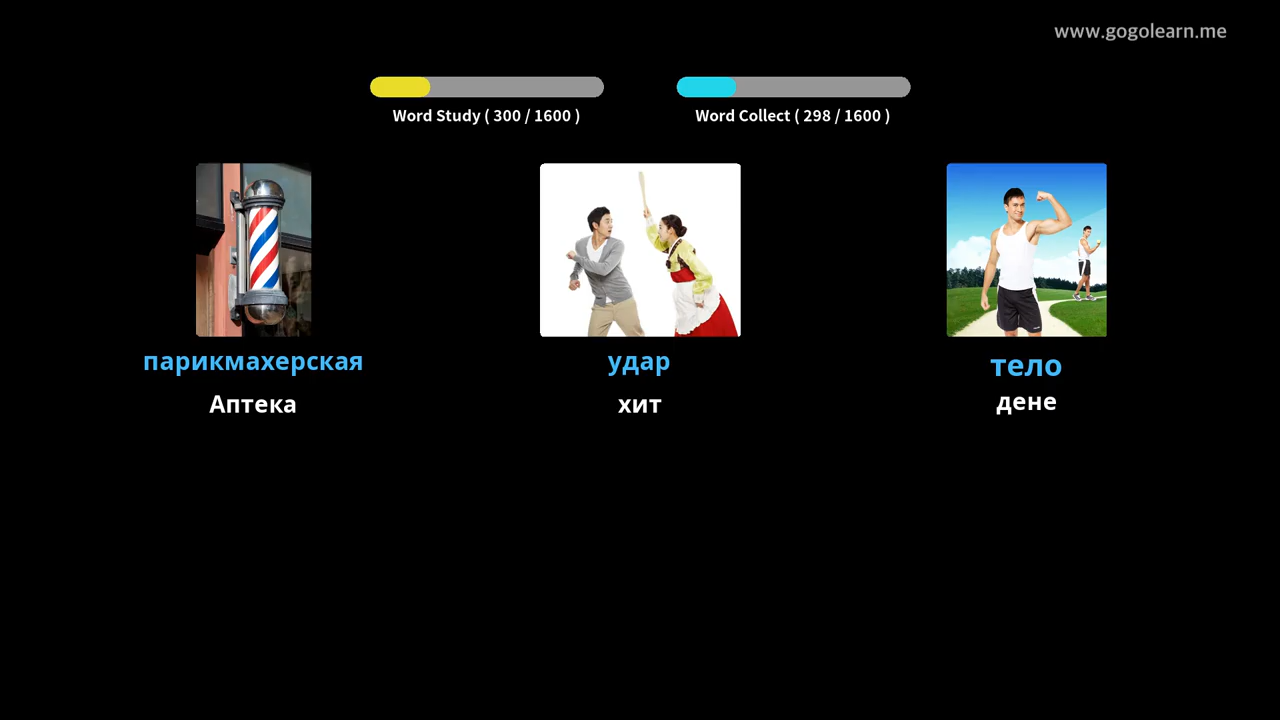 www.gogolearn.me
Word Study ( 300 / 1600 )
Word Collect ( 298 / 1600 )
парикмахерская
Аптека
удар
хит
тело
дене